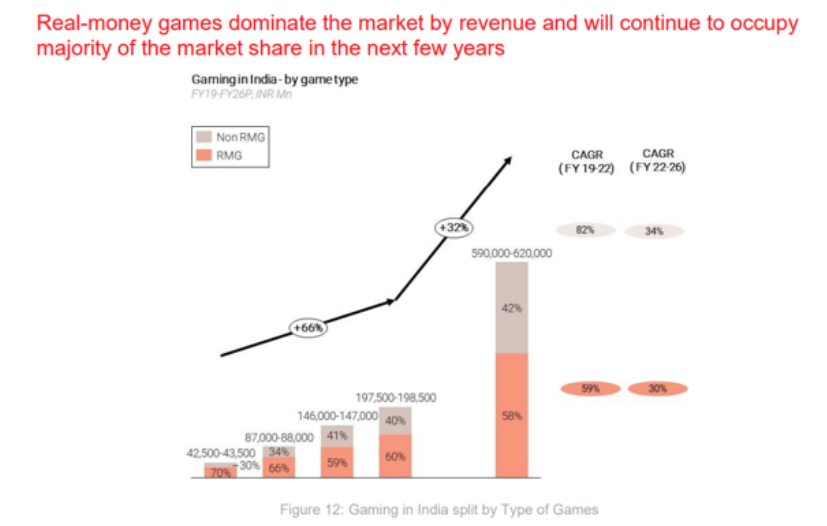 Real-money games dominate the market by revenue and will continue to occupy
majority of the market share in the next few years
Gaming in India - by game type
FY19-FY26P, INR Mn
Non RMG
RMG
CAGR
(FY 19-22)
CAGR
(FY 22-26)
+32%
82%
34%
590,000-620,000
42%
+66%
59%
30%
197,500-198,500
146,000-147,000
40%
58%
87,000-88,000
41%
42,500-43,500
34%
30%
70%
66%
59%
60%
Figure 12: Gaming in India split by Type of Games